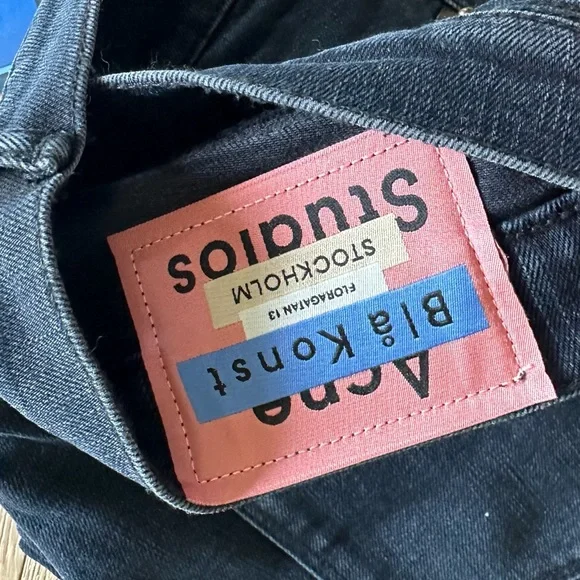 Acne
Blå Konst
FLORAGATAN 13
STOCKHOLM
Studios